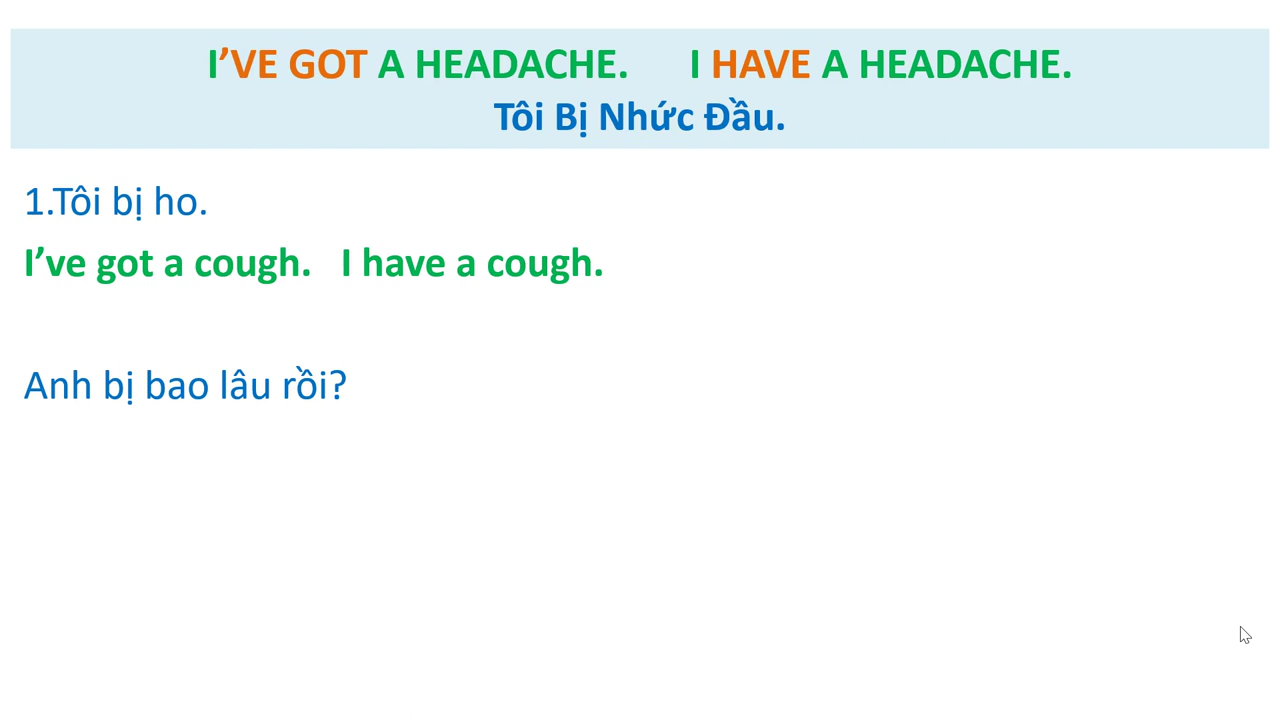 I’VE GOT A HEADACHE. I HAVE A HEADACHE.
Tôi Bị Nhức Đầu.
1.Tôi bị ho.
I’ve got a cough. I have a cough.
Anh bị bao lâu rồi?